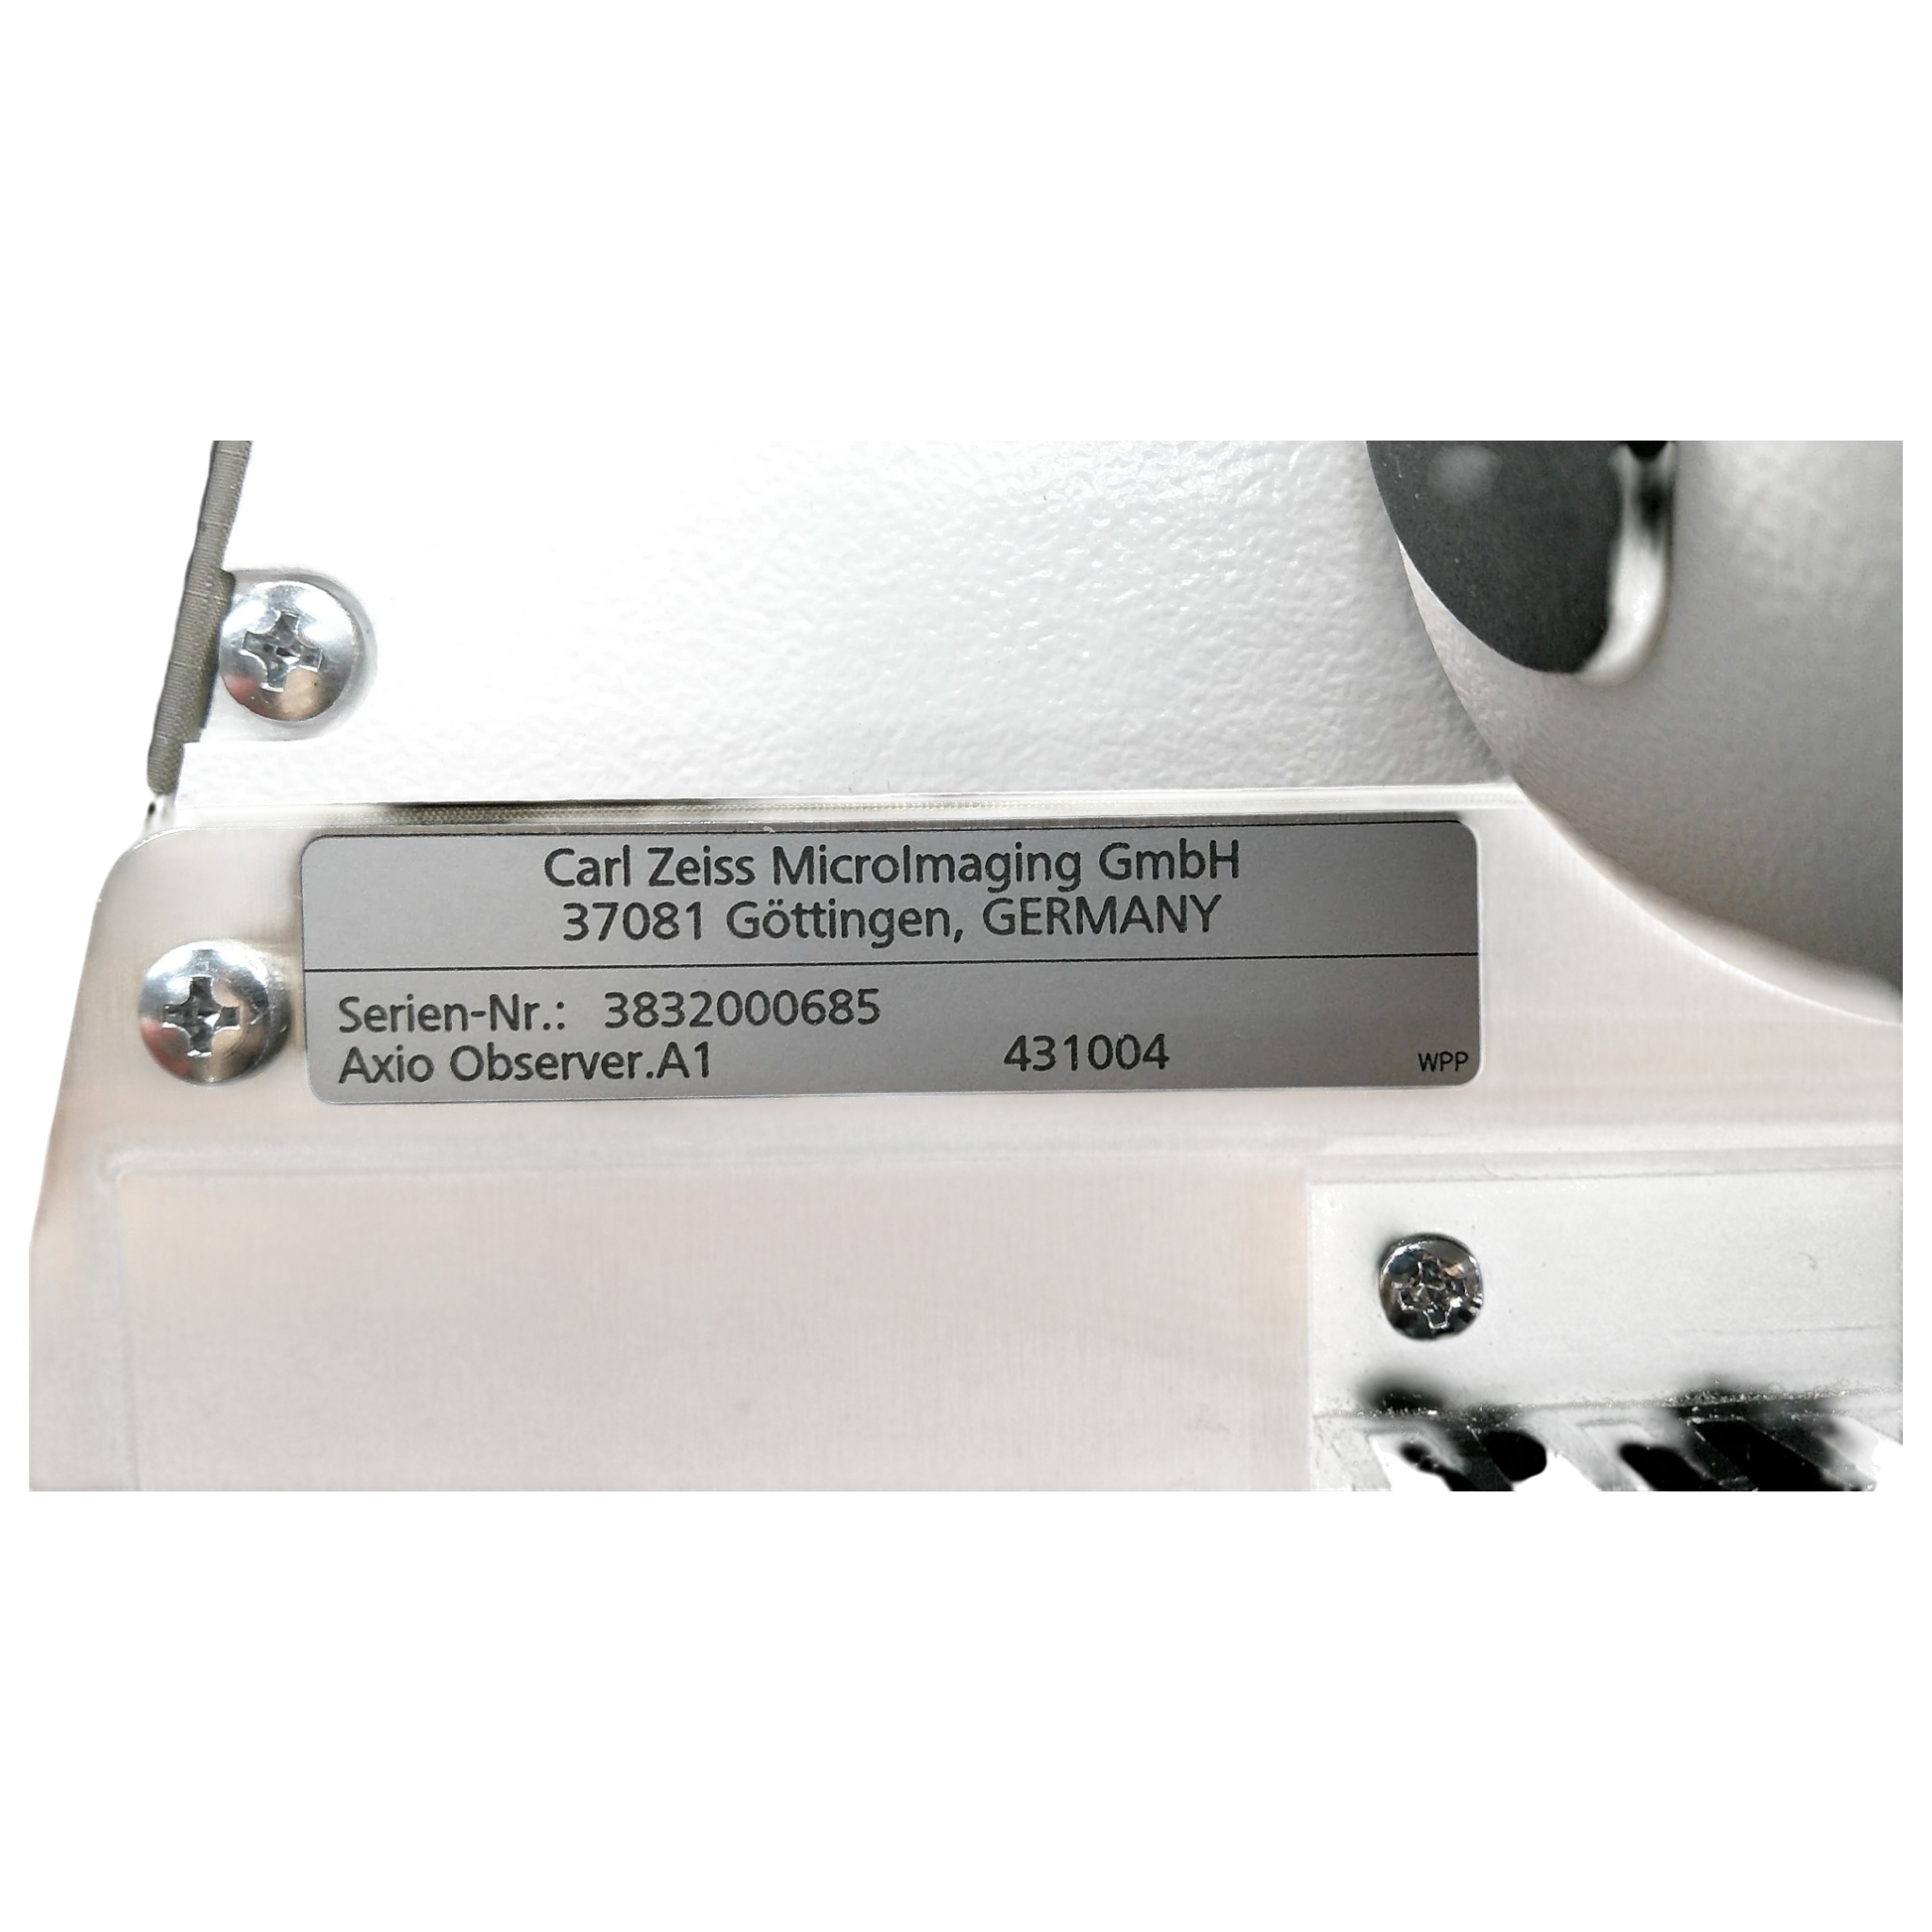 Carl Zeiss MicroImaging GmbH
37081 Göttingen, GERMANY
Serien-Nr.: 3832000685
Axio Observer.A1 431004 WPP